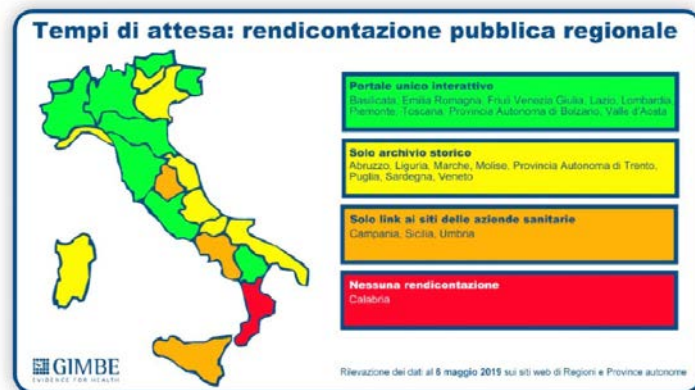 Tempi di attesa: rendicontazione pubblica regionale
Portale unico interattivo
Basilicata, Emilia Romagna, Friuli Venezia Giulia, Lazio, Lombardia,
Piemonte, Toscana, Provincia Autonoma di Bolzano, Valle d'Aosta
Solo archivio storico
Abruzzo, Liguria, Marche, Molise, Provincia Autonoma di Trento,
Puglia, Sardegna, Veneto
Solo link ai siti delle aziende sanitarie
Campania, Sicilia, Umbria
Nessuna rendicontazione
Calabria
GIMBE
EVIDENCE FOR HEALTH
Rilevazione dei dati al 6 maggio 2019 sui siti web di Regioni e Province autonome